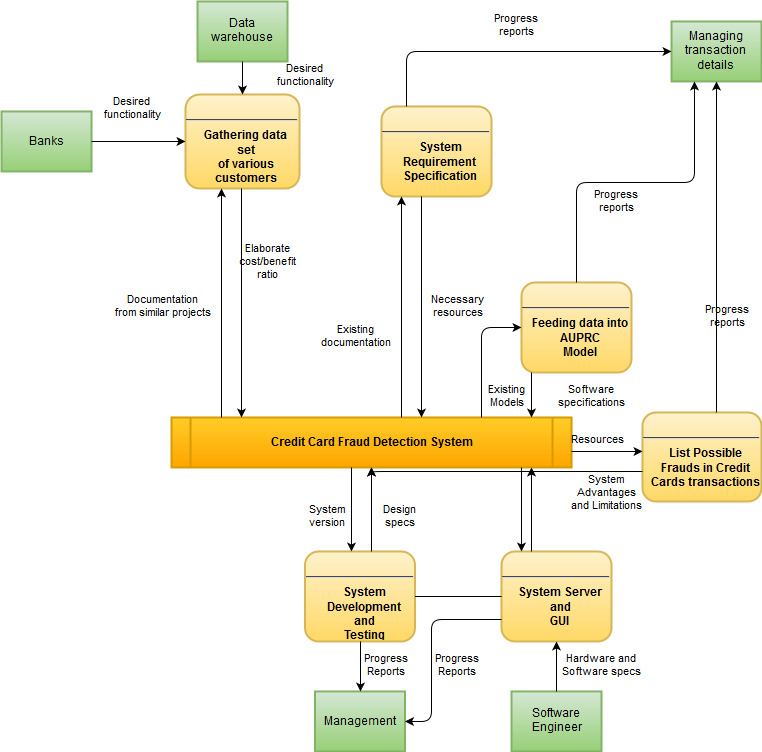 Data
warehouse
Progress
reports
Managing
transaction
details
Desired
functionality
Desired
functionality
Banks
Gathering data
set
of various
customers
System
Requirement
Specification
Progress
reports
Elaborate
cost/benefit
ratio
Documentation
from similar projects
Necessary
resources
Existing
documentation
Feeding data into
AUPRC
Model
Progress
reports
Existing
Models
Software
specifications
Credit Card Fraud Detection System
Resources
List Possible
Frauds in Credit
Cards transactions
System
Advantages
and Limitations
System
version
Design
specs
System
Development
and
Testing
System Server
and
GUI
Progress
Reports
Progress
Reports
Hardware and
Software specs
Management
Software
Engineer